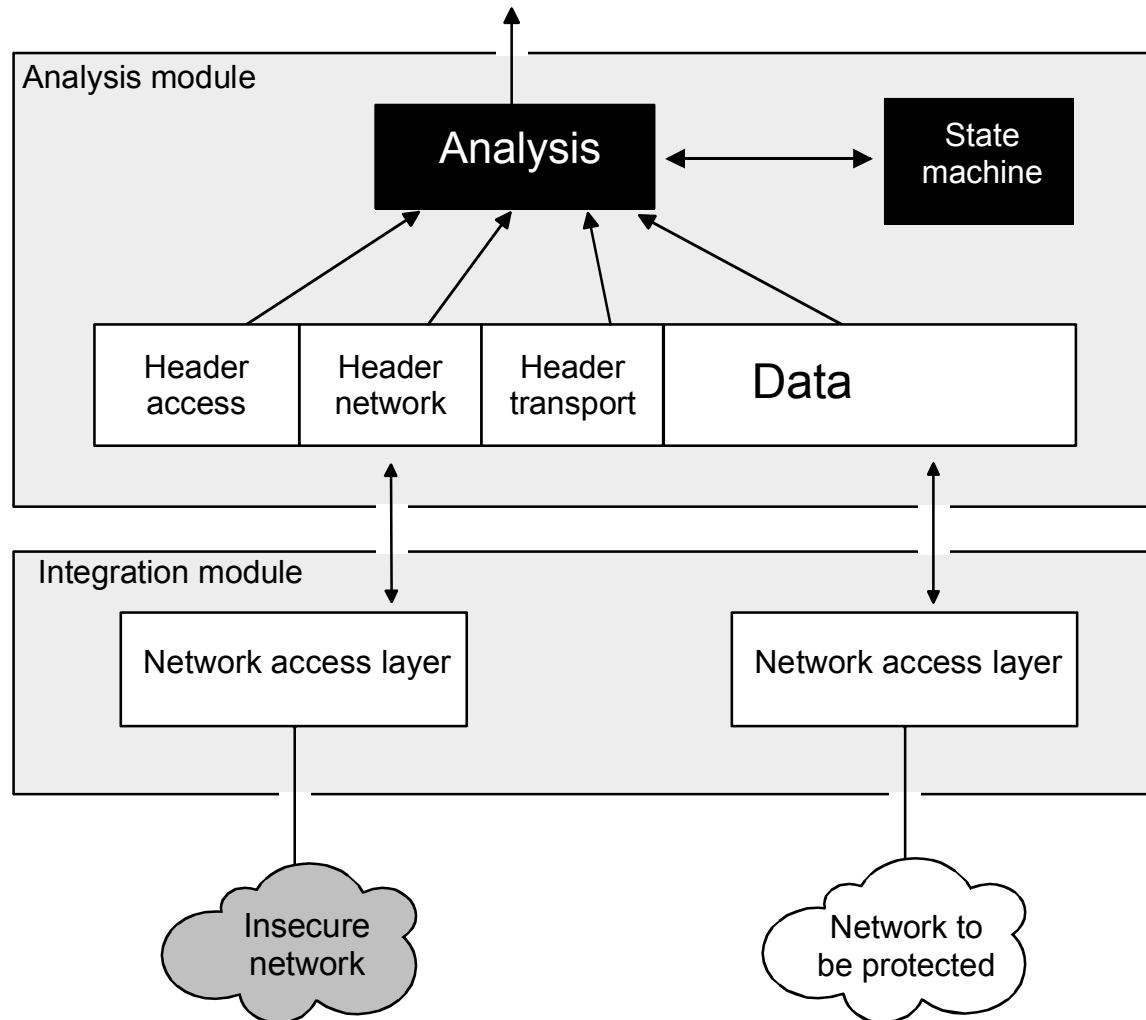 Analysis module
Analysis
State
machine
Header
access
Header
network
Header
transport
Data
Integration module
Network access layer
Network access layer
Insecure
network
Network to
be protected